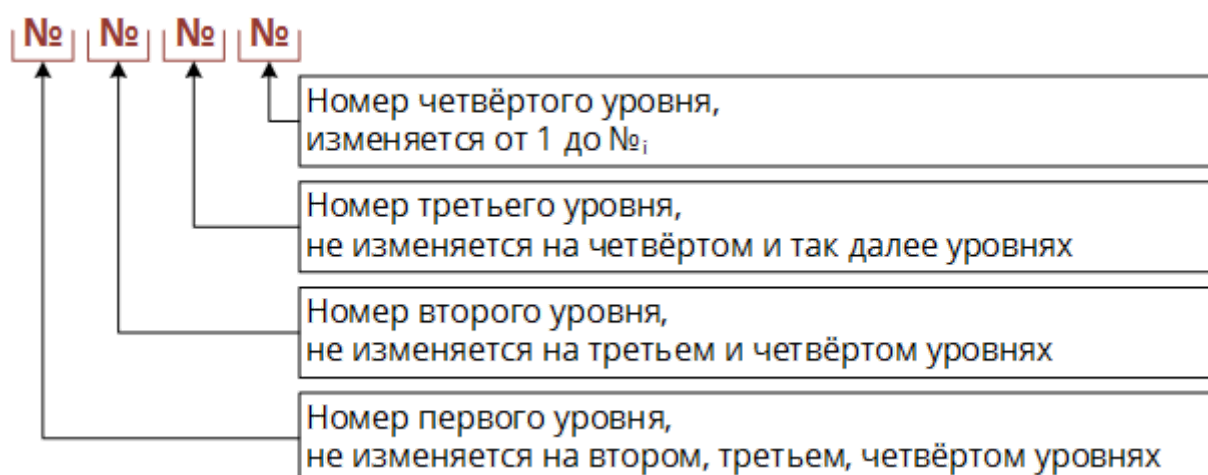 № № № №
Номер четвёртого уровня,
изменяется от 1 до №ᵢ
Номер третьего уровня,
не изменяется на четвёртом и так далее уровнях
Номер второго уровня,
не изменяется на третьем и четвёртом уровнях
Номер первого уровня,
не изменяется на втором, третьем, четвёртом уровнях